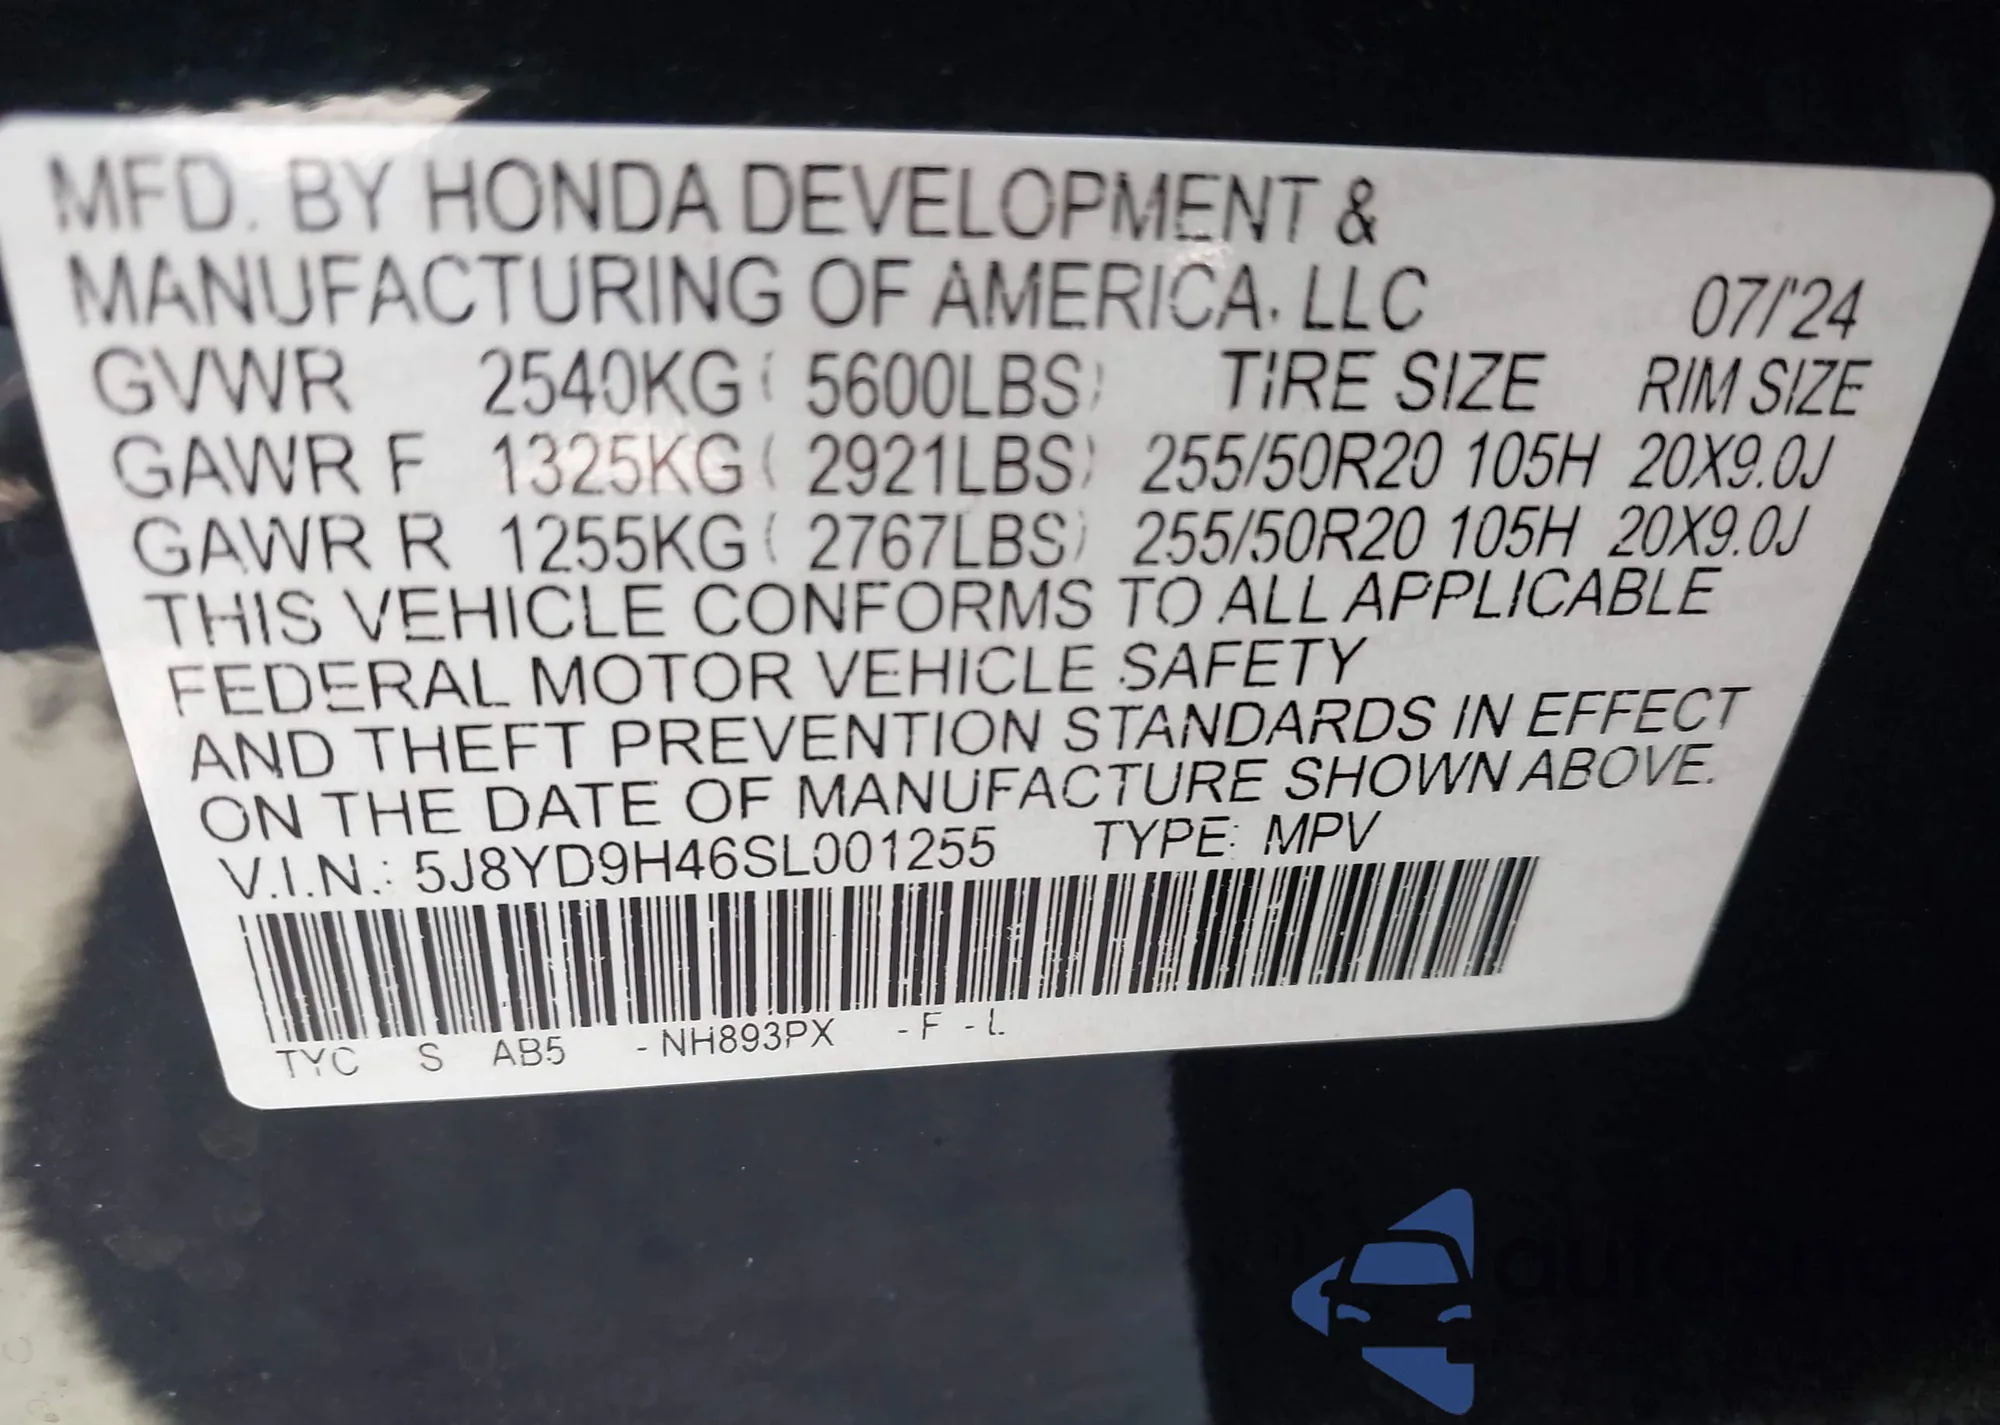 MFD. BY HONDA DEVELOPMENT &
MANUFACTURING OF AMERICA, LLC 07/'24
GVWR 2540KG ( 5600LBS) TIRE SIZE RIM SIZE
GAWR F 1325KG ( 2921LBS) 255/50R20 105H 20X9.0J
GAWR R 1255KG ( 2767LBS) 255/50R20 105H 20X9.0J
THIS VEHICLE CONFORMS TO ALL APPLICABLE
FEDERAL MOTOR VEHICLE SAFETY
AND THEFT PREVENTION STANDARDS IN EFFECT
ON THE DATE OF MANUFACTURE SHOWN ABOVE.
V.I.N.: 5J8YD9H46SL001255 TYPE: MPV
TYC S AB5 - NH893PX - F - L